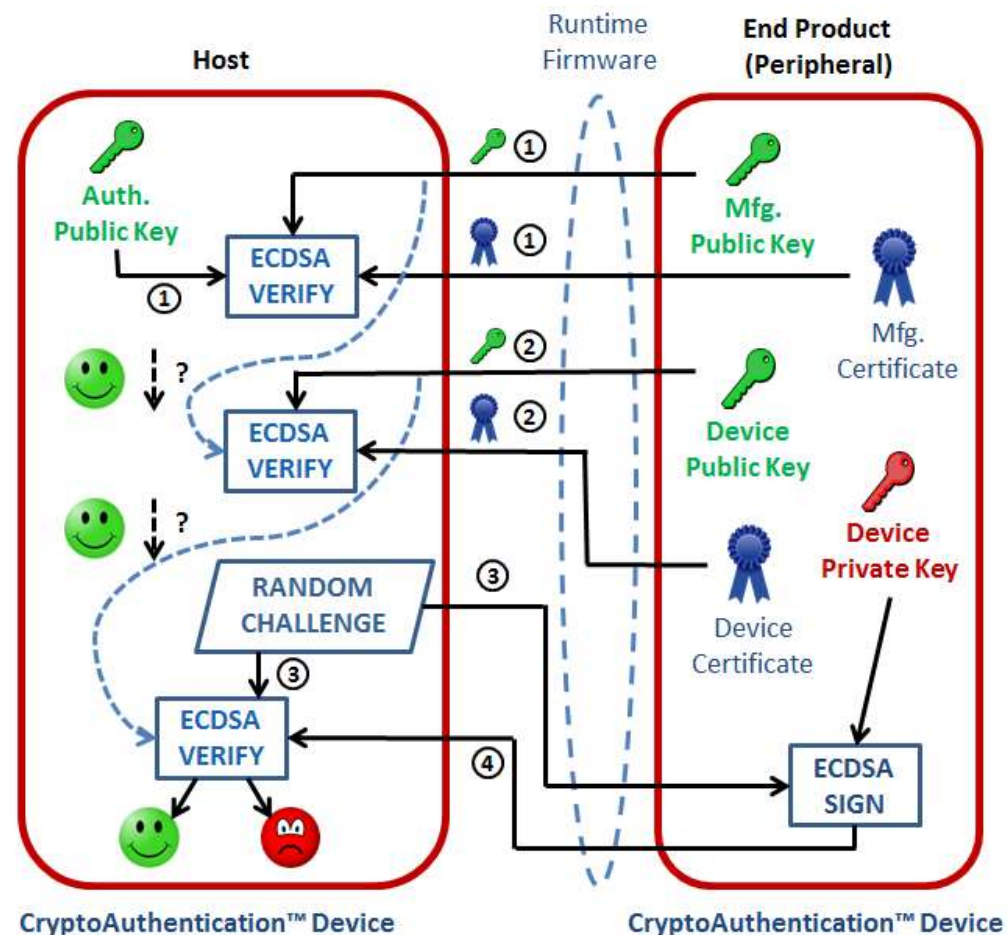 Host
Runtime
Firmware
End Product
(Peripheral)
Auth.
Public Key
1
ECDSA
VERIFY
1
1
Mfg.
Public Key
Mfg.
Certificate
?
2
2
ECDSA
VERIFY
Device
Public Key
?
Device
Private Key
RANDOM
CHALLENGE
3
3
Device
Certificate
ECDSA
VERIFY
4
ECDSA
SIGN
CryptoAuthentication™ Device
CryptoAuthentication™ Device